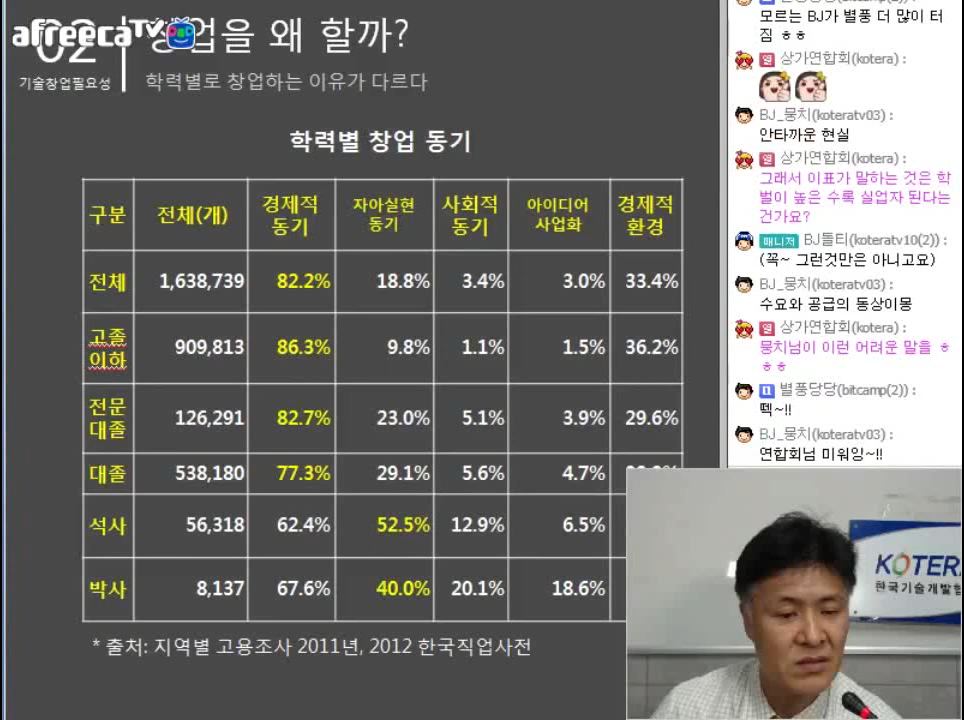 afreecaTV
02
창업을 왜 할까?
기술창업필요성
학력별로 창업하는 이유가 다르다
학력별 창업 동기
구분 전체(개) 경제적 동기 자아실현 동기 사회적 동기 아이디어 사업화 경제적 환경
전체 1,638,739 82.2% 18.8% 3.4% 3.0% 33.4%
고졸 이하 909,813 86.3% 9.8% 1.1% 1.5% 36.2%
전문 대졸 126,291 82.7% 23.0% 5.1% 3.9% 29.6%
대졸 538,180 77.3% 29.1% 5.6% 4.7%
석사 56,318 62.4% 52.5% 12.9% 6.5%
박사 8,137 67.6% 40.0% 20.1% 18.6%
* 출처: 지역별 고용조사 2011년, 2012 한국직업사전
모르는 BJ가 별풍 더 많이 터
짐 ㅎㅎ
열 상가연합회(kotera) :
BJ_뭉치(koteratv03) :
안타까운 현실
열 상가연합회(kotera) :
그래서 이표가 말하는 것은 학
벌이 높은 수록 실업자 된다는
건가요?
매니저 BJ돌티(koteratv10(2)) :
(꼭~ 그런것만은 아니고요)
BJ_뭉치(koteratv03) :
수요와 공급의 동상이몽
열 상가연합회(kotera) :
뭉치님이 이런 어려운 말을 ㅎ
ㅎㅎ
별풍당당(bitcamp(2)) :
떽~!!
BJ_뭉치(koteratv03) :
연합회님 미워잉~!!
KOTERA
한국기술개발협